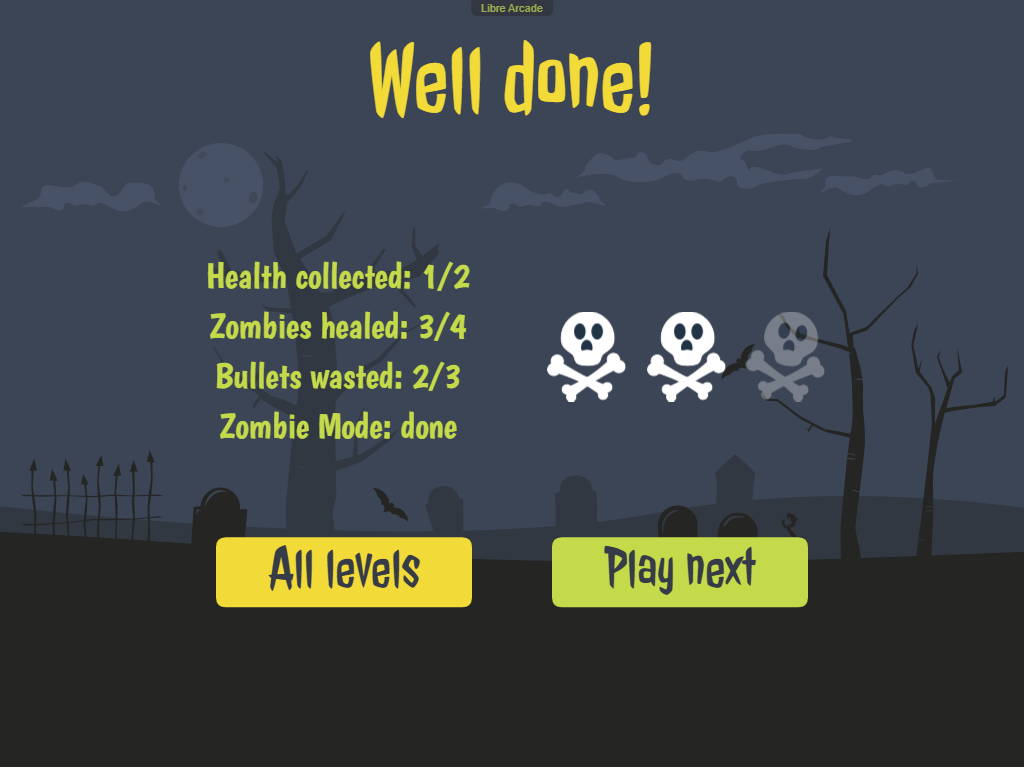 Libre Arcade
Well done!
Health collected: 1/2
Zombies healed: 3/4
Bullets wasted: 2/3
Zombie Mode: done
All levels
Play next